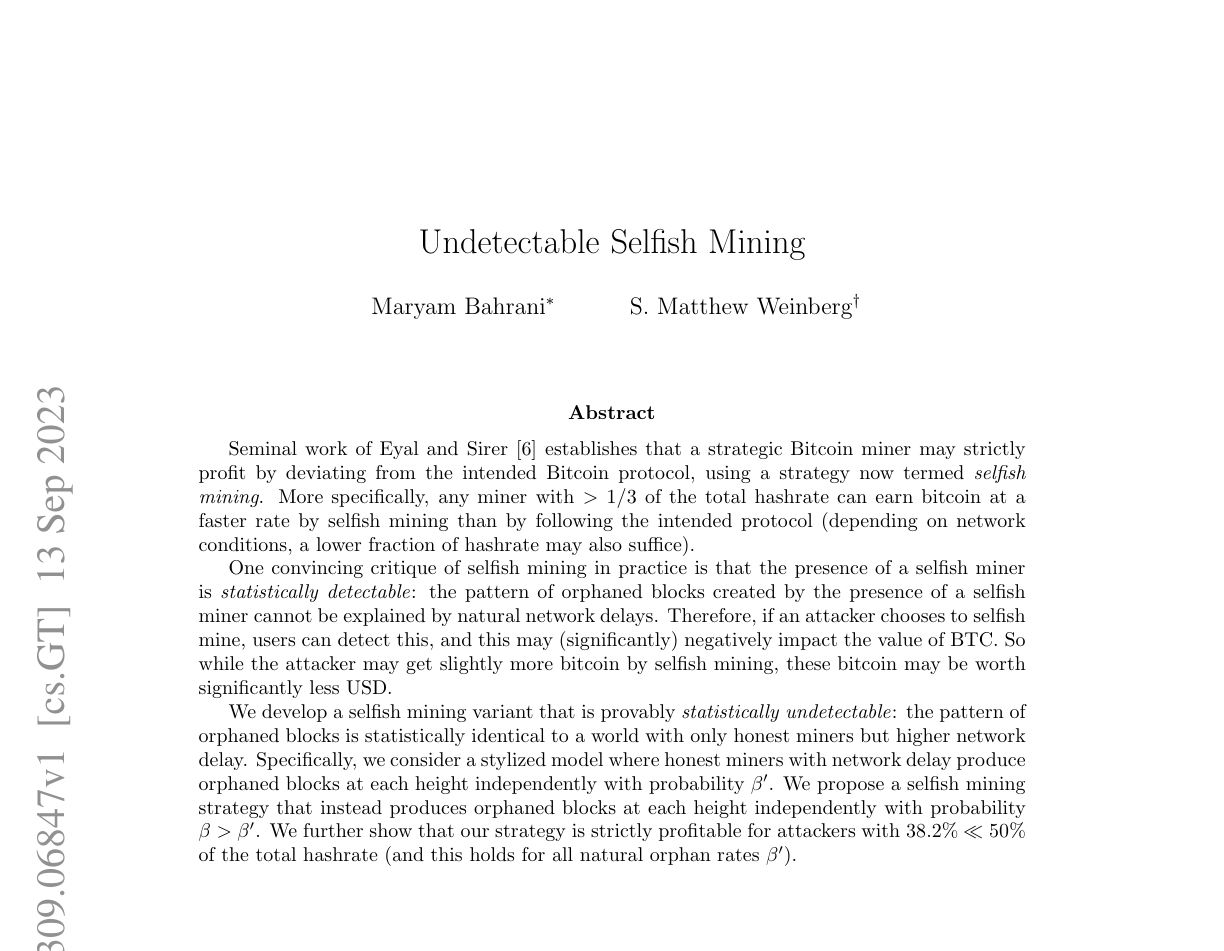 Undetectable Selfish Mining
Maryam Bahrani* S. Matthew Weinberg†
Abstract
Seminal work of Eyal and Sirer [6] establishes that a strategic Bitcoin miner may strictly
profit by deviating from the intended Bitcoin protocol, using a strategy now termed selfish
mining. More specifically, any miner with > 1/3 of the total hashrate can earn bitcoin at a
faster rate by selfish mining than by following the intended protocol (depending on network
conditions, a lower fraction of hashrate may also suffice).
One convincing critique of selfish mining in practice is that the presence of a selfish miner
is statistically detectable: the pattern of orphaned blocks created by the presence of a selfish
miner cannot be explained by natural network delays. Therefore, if an attacker chooses to selfish
mine, users can detect this, and this may (significantly) negatively impact the value of BTC. So
while the attacker may get slightly more bitcoin by selfish mining, these bitcoin may be worth
significantly less USD.
We develop a selfish mining variant that is provably statistically undetectable: the pattern of
orphaned blocks is statistically identical to a world with only honest miners but higher network
delay. Specifically, we consider a stylized model where honest miners with network delay produce
orphaned blocks at each height independently with probability β′. We propose a selfish mining
strategy that instead produces orphaned blocks at each height independently with probability
β > β′. We further show that our strategy is strictly profitable for attackers with 38.2% ≪ 50%
of the total hashrate (and this holds for all natural orphan rates β′).
309.06847v1 [cs.GT] 13 Sep 2023